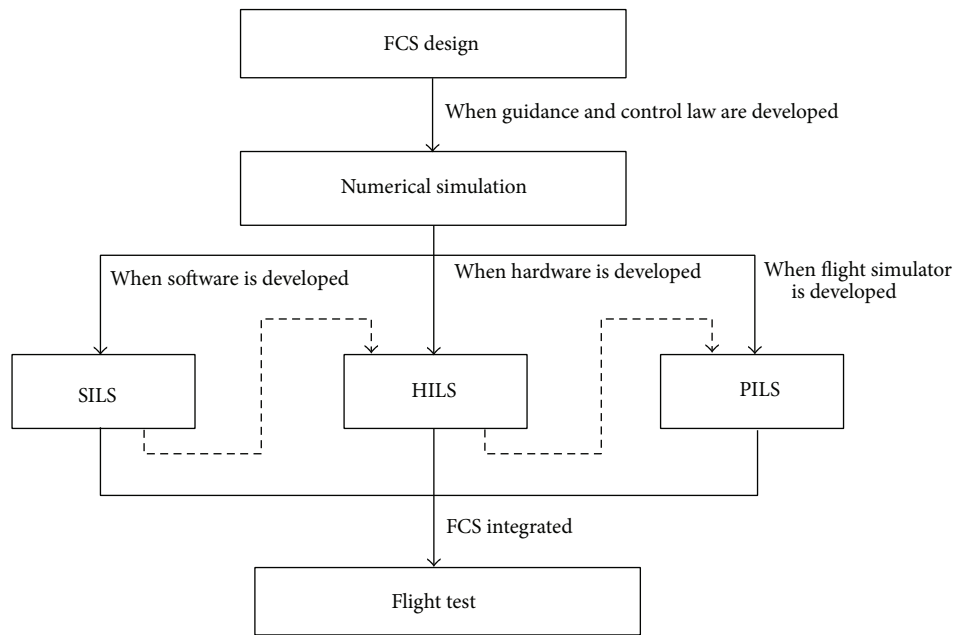 FCS design
When guidance and control law are developed
Numerical simulation
When software is developed
When hardware is developed
When flight simulator
is developed
SILS
HILS
PILS
FCS integrated
Flight test